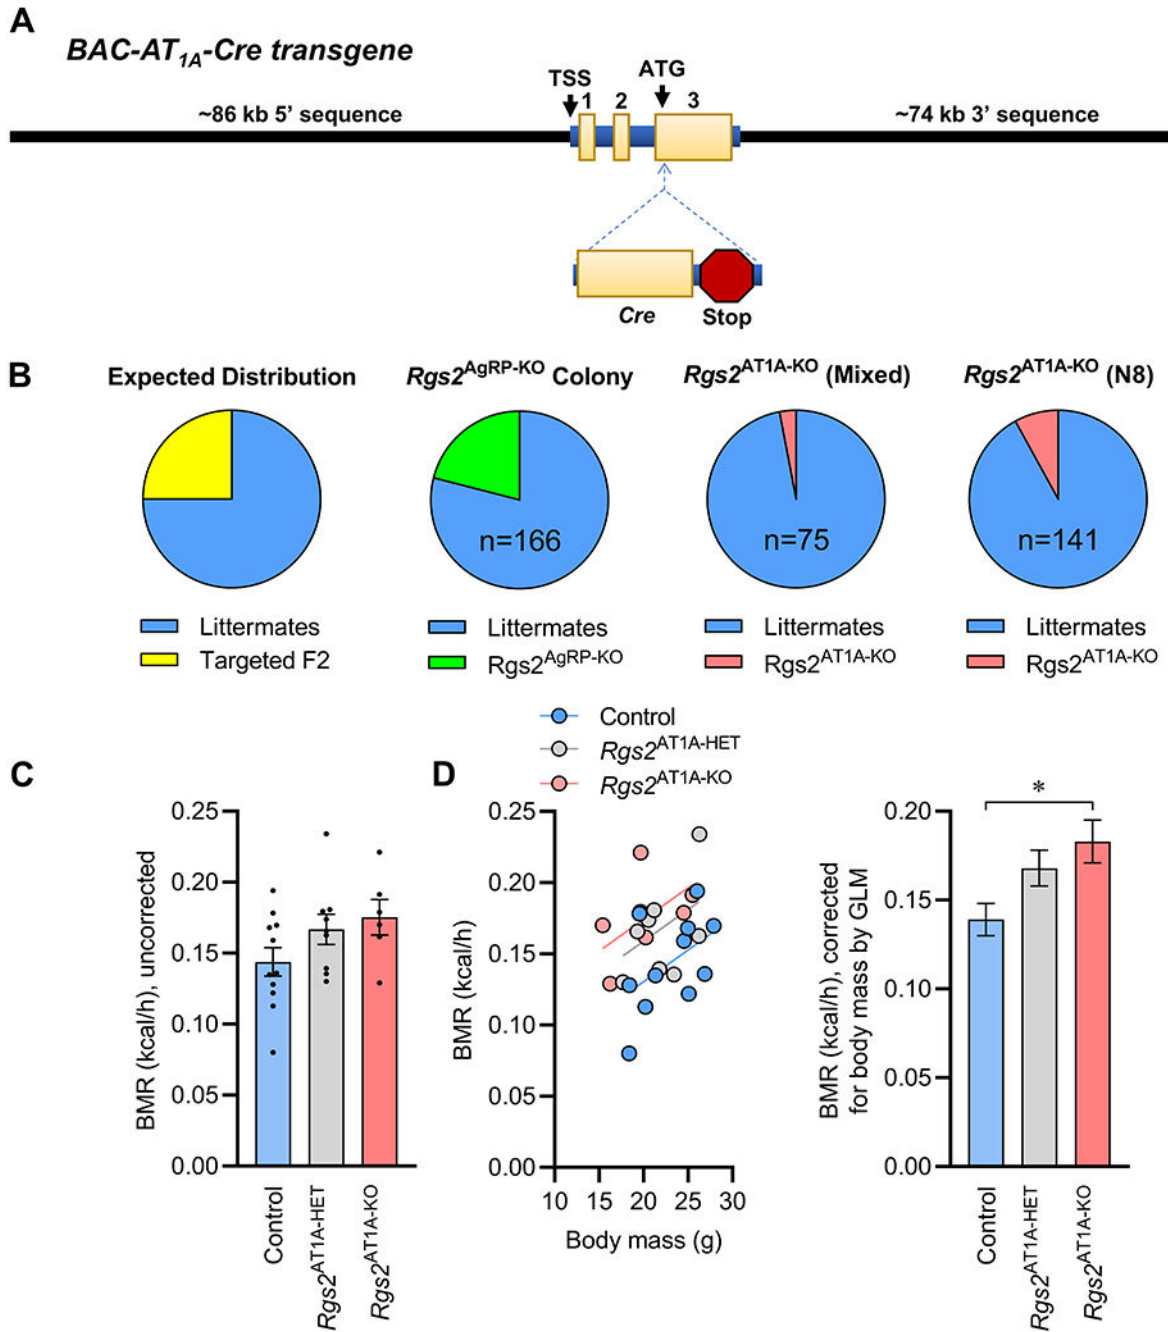 A
BAC-AT1A-Cre transgene
TSS
ATG
1
2
3
~86 kb 5’ sequence
~74 kb 3’ sequence
Cre
Stop
B
Expected Distribution
Rgs2AgRP-KO Colony
Rgs2AT1A-KO (Mixed)
Rgs2AT1A-KO (N8)
n=166
n=75
n=141
Littermates
Targeted F2
Littermates
Rgs2AgRP-KO
Littermates
Rgs2AT1A-KO
Littermates
Rgs2AT1A-KO
C
BMR (kcal/h), uncorrected
0.25
0.20
0.15
0.10
0.05
0.00
Control
Rgs2AT1A-HET
Rgs2AT1A-KO
D
Control
Rgs2AT1A-HET
Rgs2AT1A-KO
BMR (kcal/h)
0.25
0.20
0.15
0.10
0.05
0.00
10 15 20 25 30
Body mass (g)
BMR (kcal/h), corrected
for body mass by GLM
0.20
0.15
0.10
0.05
0.00
*
Control
Rgs2AT1A-HET
Rgs2AT1A-KO